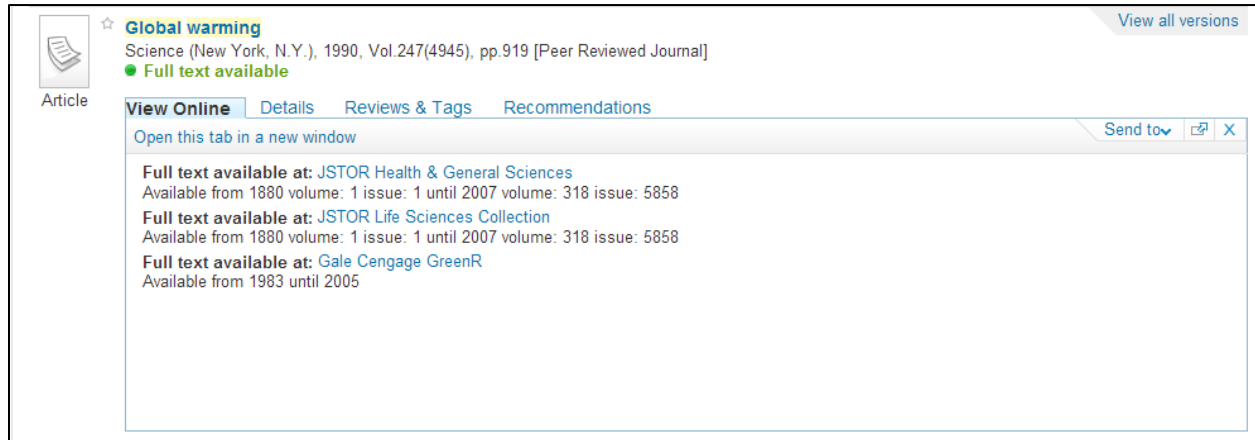 Global warming
View all versions
Science (New York, N.Y.), 1990, Vol.247(4945), pp.919 [Peer Reviewed Journal]
Full text available
Article
View Online Details Reviews & Tags Recommendations
Open this tab in a new window
Send to
X
Full text available at: JSTOR Health & General Sciences
Available from 1880 volume: 1 issue: 1 until 2007 volume: 318 issue: 5858
Full text available at: JSTOR Life Sciences Collection
Available from 1880 volume: 1 issue: 1 until 2007 volume: 318 issue: 5858
Full text available at: Gale Cengage GreenR
Available from 1983 until 2005